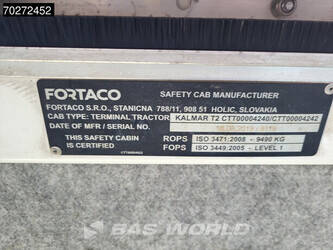 70272452
FORTACO
SAFETY CAB MANUFACTURER
FORTACO S.R.O., STANICNA 788/11, 908 51 HOLIC, SLOVAKIA
CAB TYPE: TERMINAL TRACTOR KALMAR T2 CTT00004240/CTT00004242
DATE OF MFR / SERIAL NO.
THIS SAFETY CABIN IS CERTIFIED
ROPS ISO 3471:2008 - 9490 KG
FOPS ISO 3449:2005 - LEVEL 1
BAS World